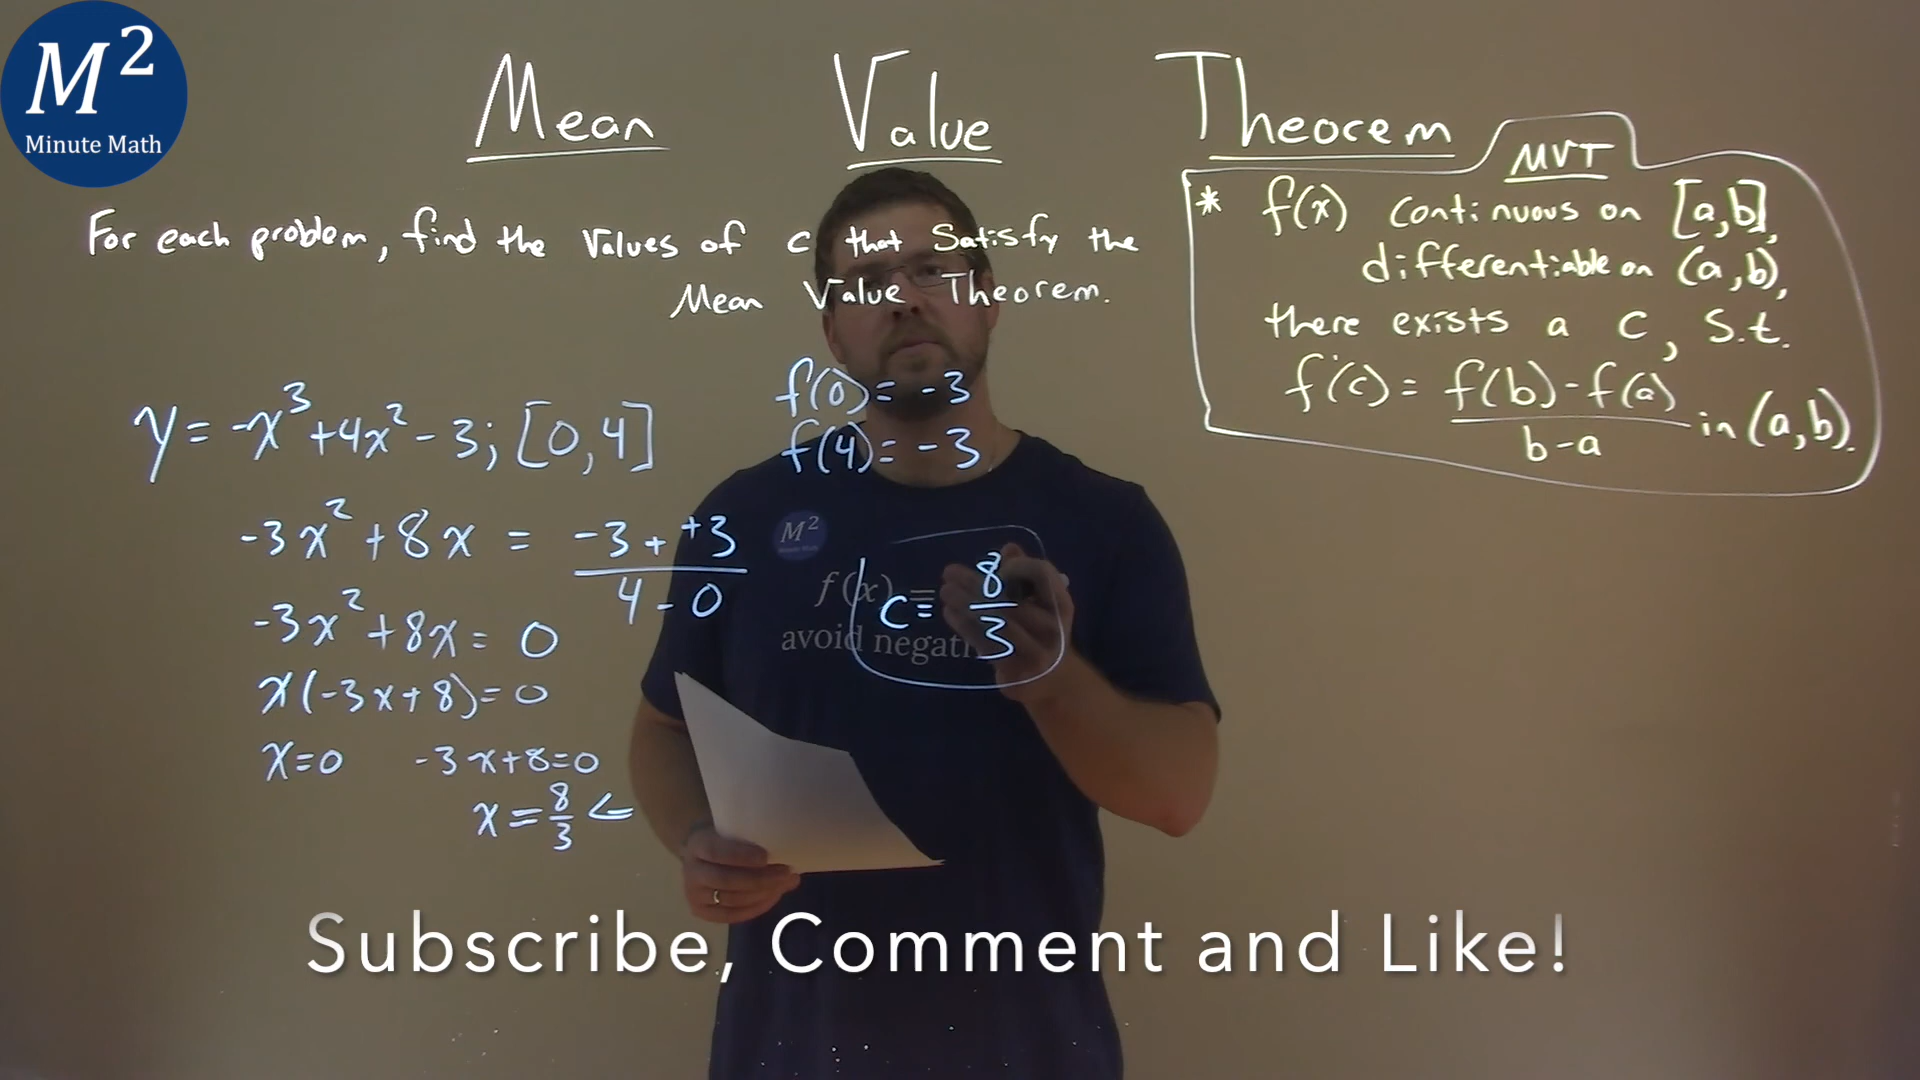 M²
Minute Math
Mean Value Theorem
MVT
For each problem, find the values of c that satisfy the
Mean Value Theorem.
* f(x) continuous on [a,b],
differentiable on (a,b),
there exists a c, s.t.
f'(c) = f(b)-f(a)/b-a in (a,b).
y = -x³+4x²-3; [0,4]
f(0) = -3
f(4) = -3
-3x²+8x = -3 + +3/4-0
-3x²+8x = 0
x(-3x+8)=0
x=0 -3x+8=0
x = 8/3 ←
c = 8/3
M²
Minute Math
f(x) =
avoid negati
Subscribe, Comment and Like!